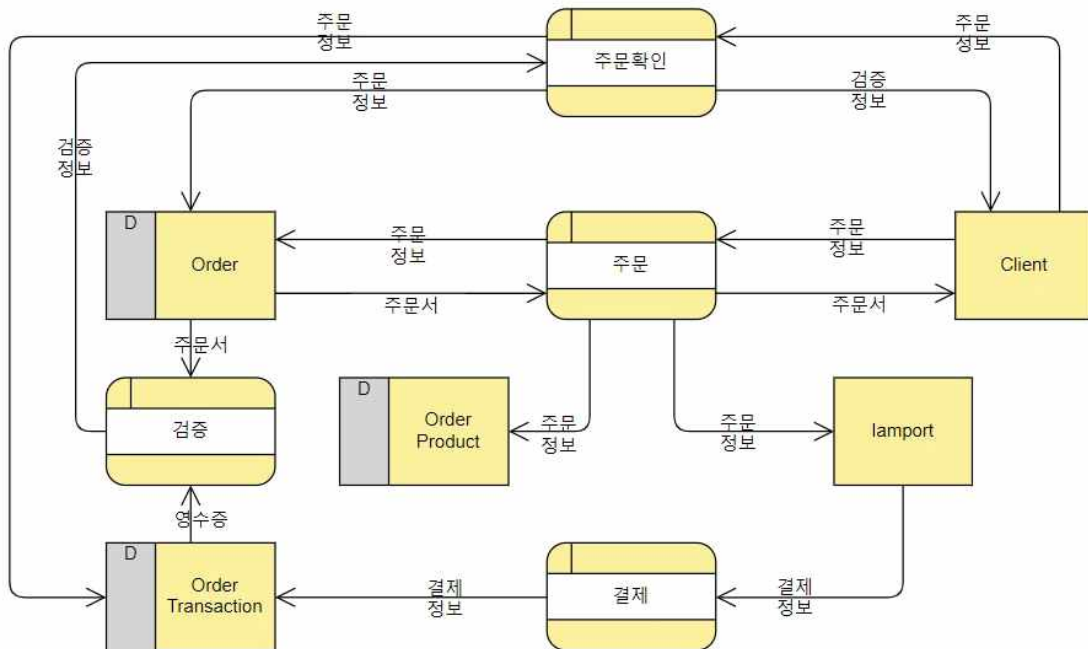 주문
정보
주문확인
주문
정보
주문
정보
검증
정보
검증
정보
D
Order
주문
정보
주문서
주문
주문
정보
주문서
Client
주문서
검증
D
Order
Product
주문
정보
주문
정보
Iamport
영수증
D
Order
Transaction
결제
정보
결제
결제
정보